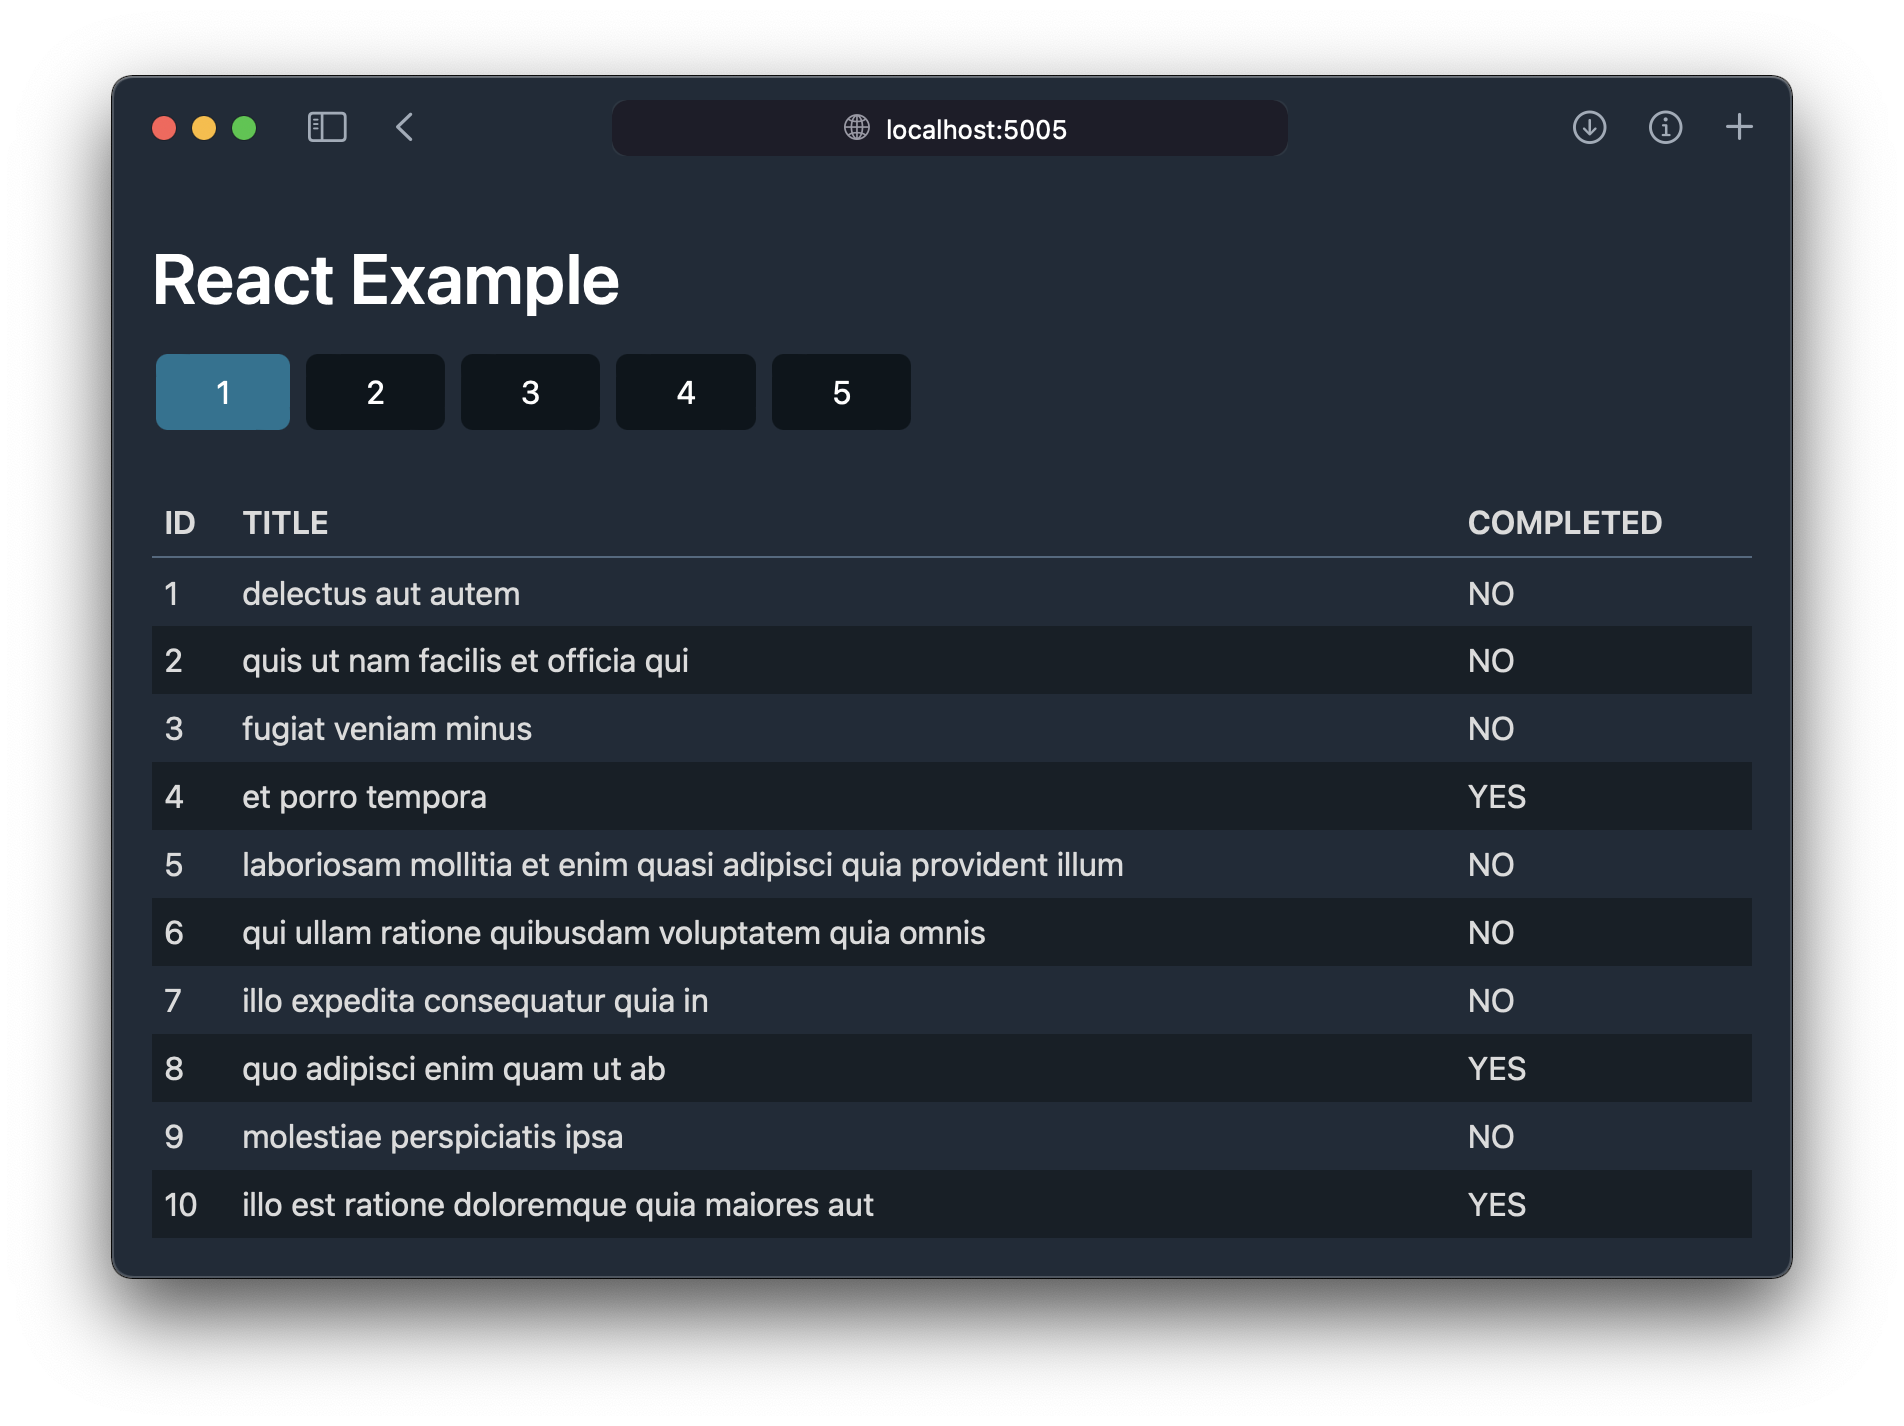 localhost:5005
React Example
1 2 3 4 5
ID TITLE COMPLETED
1 delectus aut autem NO
2 quis ut nam facilis et officia qui NO
3 fugiat veniam minus NO
4 et porro tempora YES
5 laboriosam mollitia et enim quasi adipisci quia provident illum NO
6 qui ullam ratione quibusdam voluptatem quia omnis NO
7 illo expedita consequatur quia in NO
8 quo adipisci enim quam ut ab YES
9 molestiae perspiciatis ipsa NO
10 illo est ratione doloremque quia maiores aut YES